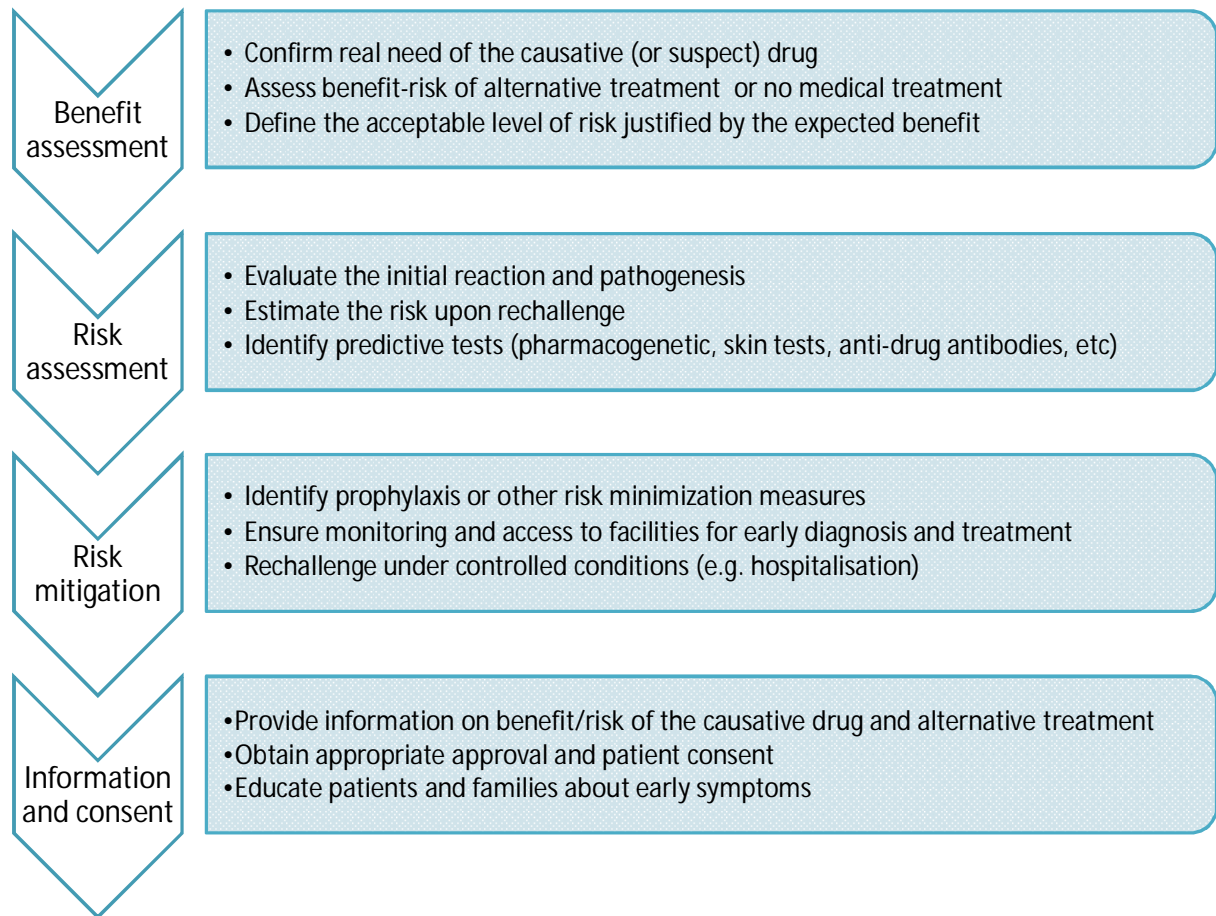 Benefit
assessment
• Confirm real need of the causative (or suspect) drug
• Assess benefit-risk of alternative treatment or no medical treatment
• Define the acceptable level of risk justified by the expected benefit
Risk
assessment
• Evaluate the initial reaction and pathogenesis
• Estimate the risk upon rechallenge
• Identify predictive tests (pharmacogenetic, skin tests, anti-drug antibodies, etc)
Risk
mitigation
• Identify prophylaxis or other risk minimization measures
• Ensure monitoring and access to facilities for early diagnosis and treatment
• Rechallenge under controlled conditions (e.g. hospitalisation)
Information
and consent
•Provide information on benefit/risk of the causative drug and alternative treatment
•Obtain appropriate approval and patient consent
•Educate patients and families about early symptoms